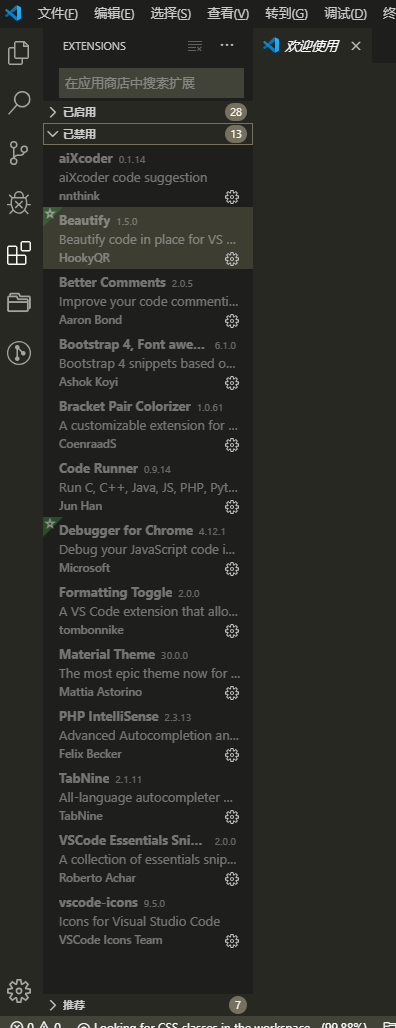 文件(F) 编辑(E) 选择(S) 查看(V) 转到(G) 调试(D) 终
EXTENSIONS ··· 欢迎使用
在应用商店中搜索扩展
已启用 28
已禁用 13
aiXcoder 0.1.14
aiXcoder code suggestion
nnthink
Beautify 1.5.0
Beautify code in place for VS ...
HookyQR
Better Comments 2.0.5
Improve your code commenti...
Aaron Bond
Bootstrap 4, Font awe... 6.1.0
Bootstrap 4 snippets based o...
Ashok Koyi
Bracket Pair Colorizer 1.0.61
A customizable extension for ...
CoenraadS
Code Runner 0.9.14
Run C, C++, Java, JS, PHP, Pyt...
Jun Han
Debugger for Chrome 4.12.1
Debug your JavaScript code i...
Microsoft
Formatting Toggle 2.0.0
A VS Code extension that allo...
tombonnike
Material Theme 30.0.0
The most epic theme now for ...
Mattia Astorino
PHP IntelliSense 2.3.13
Advanced Autocompletion an...
Felix Becker
TabNine 2.1.11
All-language autocompleter ...
TabNine
VSCode Essentials Sni... 2.0.0
A collection of essentials snip...
Roberto Achar
vscode-icons 9.5.0
Icons for Visual Studio Code
VSCode Icons Team
推荐 7
0 0 Looking for CSS classes in the workspace... (99.88%)